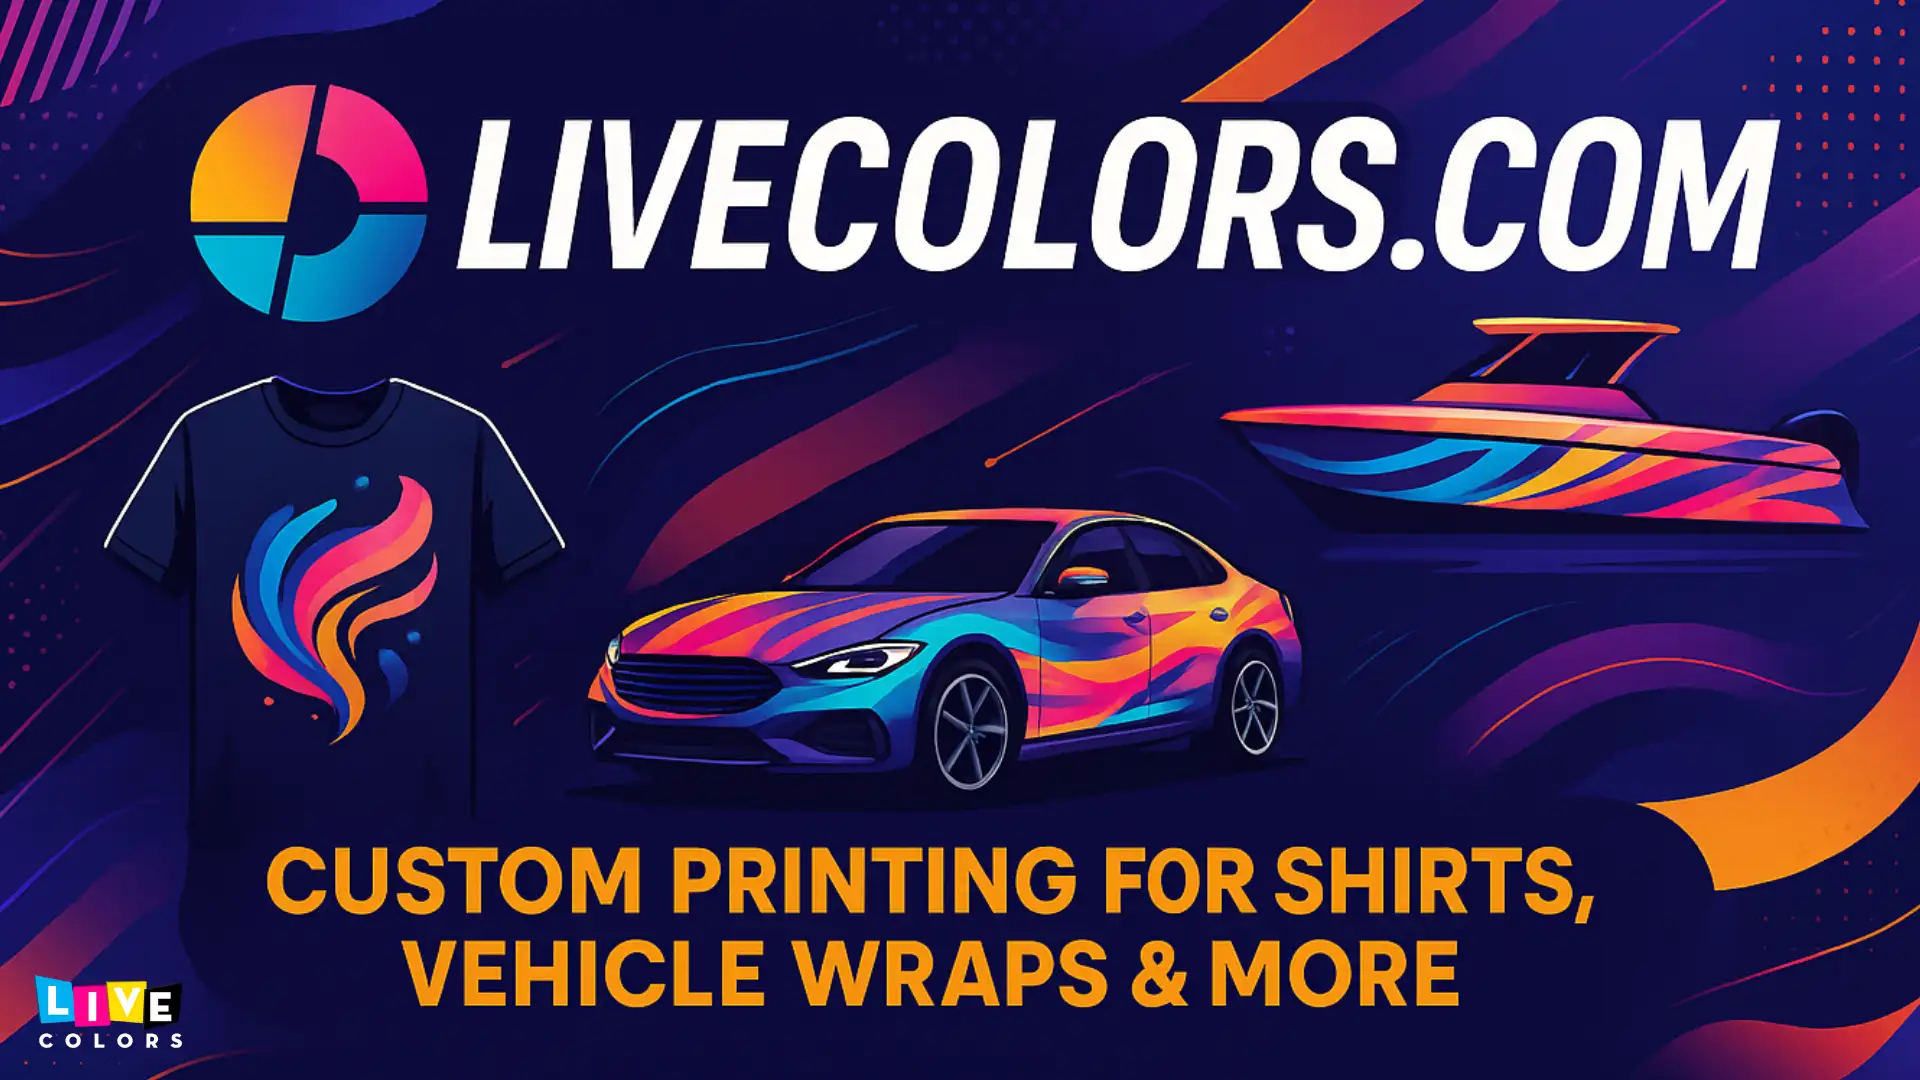 LIVECOLORS.COM
CUSTOM PRINTING FOR SHIRTS,
VEHICLE WRAPS & MORE
LIVE
COLORS